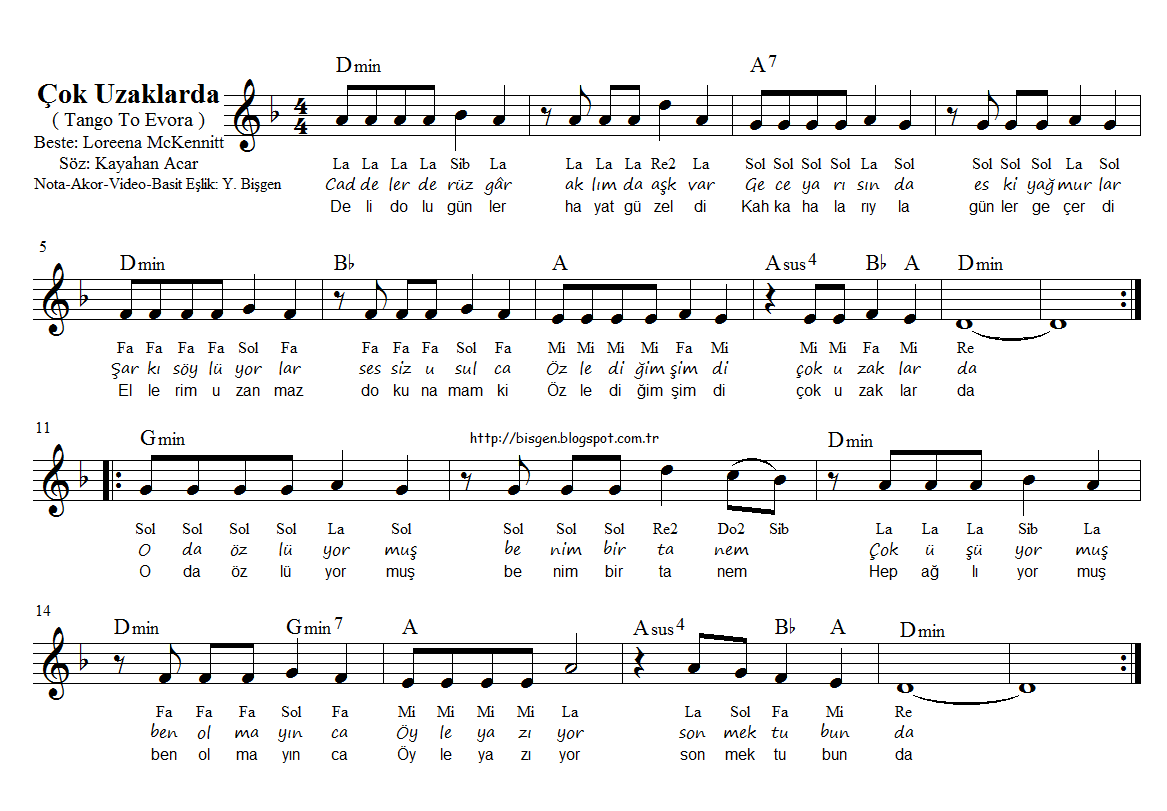 Dmin A7
Çok Uzaklarda
( Tango To Evora )
Beste: Loreena McKennitt
Söz: Kayahan Acar
Nota-Akor-Video-Basit Eşlik: Y. Bişgen
4
4
La La La La Sib La La La La Re2 La Sol Sol Sol Sol La Sol Sol Sol Sol La Sol
Cad de ler de rüz gâr ak lım da aşk var Ge ce ya rı sın da es ki yağ mur lar
De li do lu gün ler ha yat gü zel di Kah ka ha la rıy la gün ler ge çer di
5
Dmin B♭ A Asus4 B♭ A Dmin
Fa Fa Fa Fa Sol Fa Fa Fa Fa Sol Fa Mi Mi Mi Mi Fa Mi Mi Mi Fa Mi Re
Şar kı söy lü yor lar ses siz u sul ca Öz le di ğim şim di çok u zak lar da
El le rim u zan maz do ku na mam ki Öz le di ğim şim di çok u zak lar da
11
Gmin http://bisgen.blogspot.com.tr Dmin
Sol Sol Sol Sol La Sol Sol Sol Sol Re2 Do2 Sib La La La Sib La
O da öz lü yor muş be nim bir ta nem Çok ü şü yor muş
O da öz lü yor muş be nim bir ta nem Hep ağ lı yor muş
14
Dmin Gmin7 A Asus4 B♭ A Dmin
Fa Fa Fa Sol Fa Mi Mi Mi Mi La La Sol Fa Mi Re
ben ol ma yın ca Öy le ya zı yor son mek tu bun da
ben ol ma yın ca Öy le ya zı yor son mek tu bun da